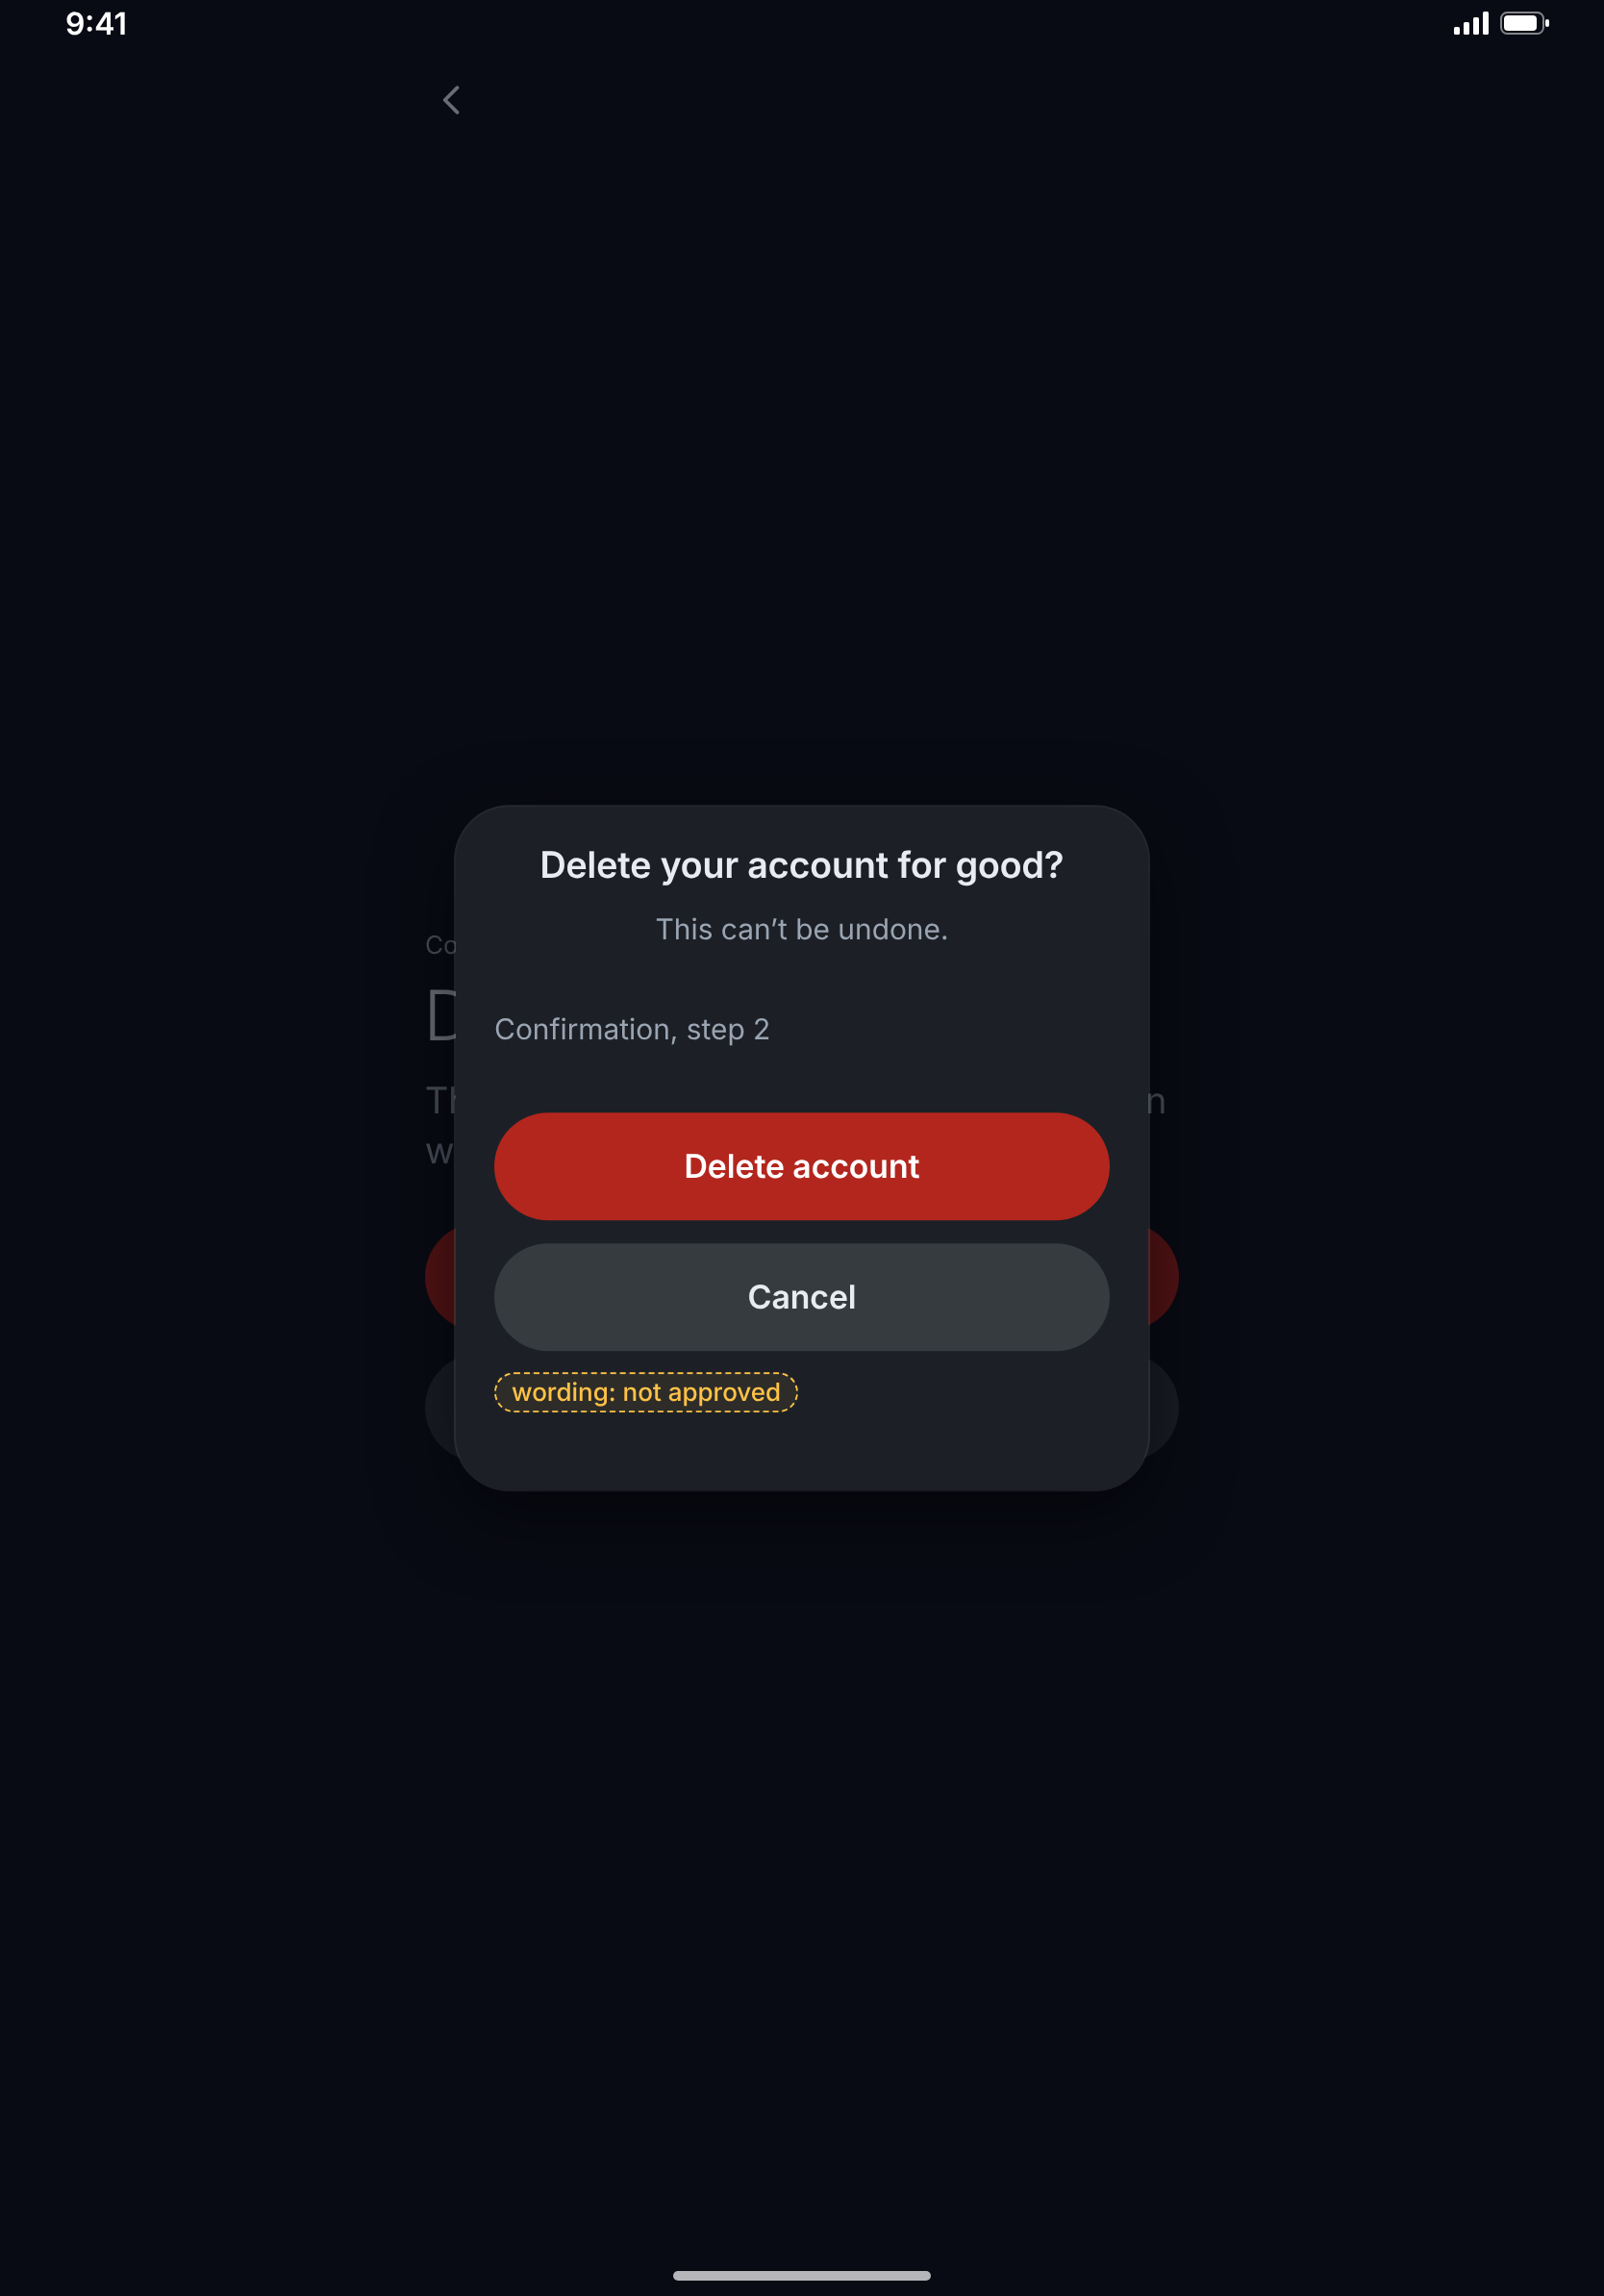 9:41
Delete your account for good?
This can’t be undone.
Confirmation, step 2
Delete account
Cancel
wording: not approved